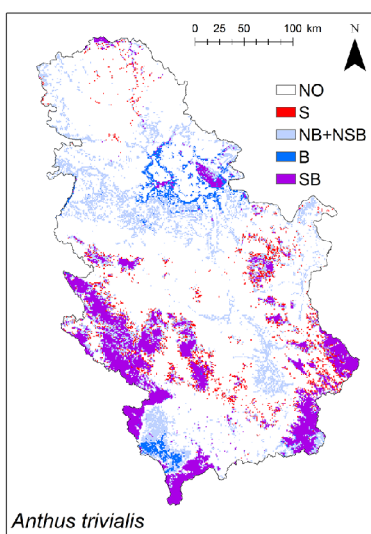 0 25 50 100 km
N
NO
S
NB+NSB
B
SB
Anthus trivialis